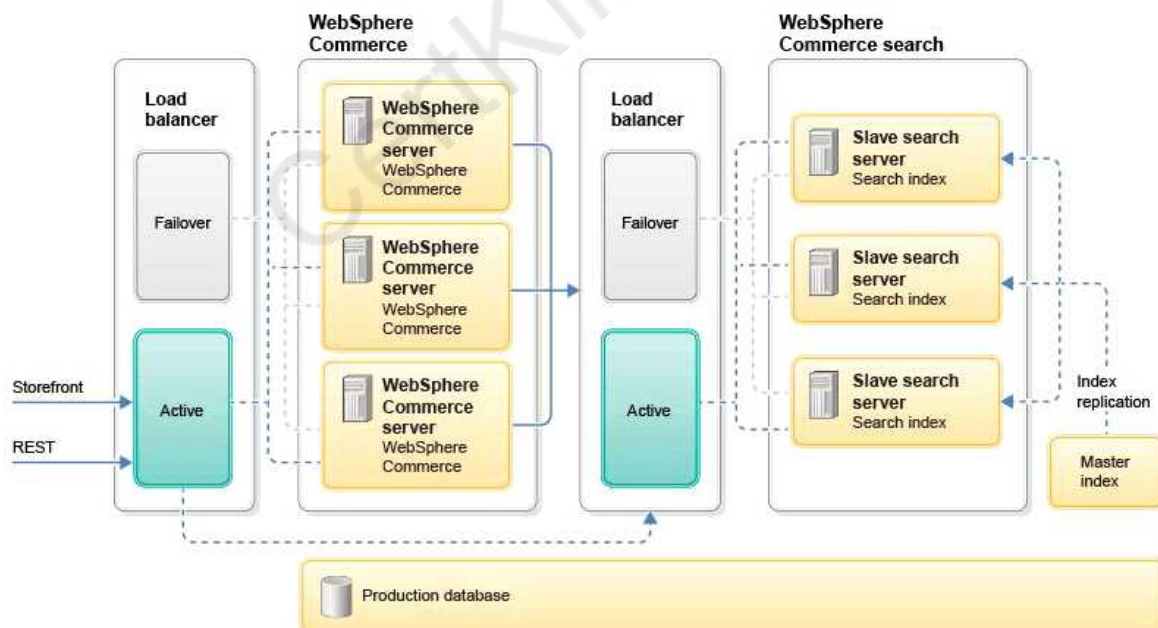 WebSphere
Commerce
WebSphere
Commerce search
Load
balancer
Failover
Active
Storefront
REST
WebSphere
Commerce
server
WebSphere
Commerce
WebSphere
Commerce
server
WebSphere
Commerce
WebSphere
Commerce
server
WebSphere
Commerce
Load
balancer
Failover
Active
Slave search
server
Search index
Slave search
server
Search index
Slave search
server
Search index
Index
replication
Master
index
Production database